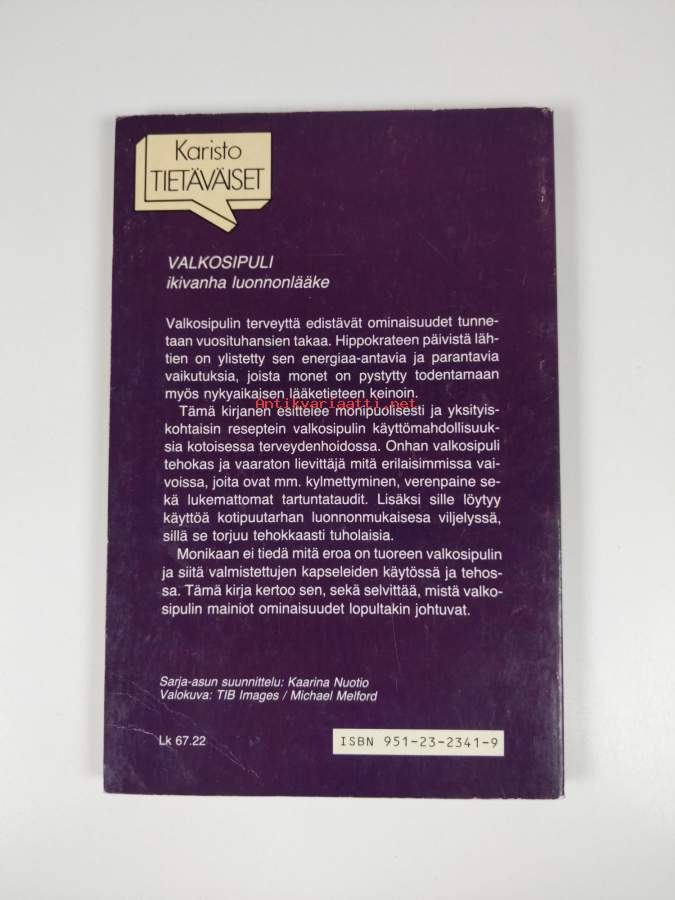 Karisto
TIETÄVÄISET
VALKOSIPULI
ikivanha luonnonlääke
Valkosipulin terveyttä edistävät ominaisuudet tunne-
taan vuosituhansien takaa. Hippokrateen päivistä läh-
tien on ylistetty sen energiaa-antavia ja parantavia
vaikutuksia, joista monet on pystytty todentamaan
myös nykyaikaisen lääketieteen keinoin.
Antikvariaatti.net
Tämä kirjanen esittelee monipuolisesti ja yksityis-
kohtaisin reseptein valkosipulin käyttömahdollisuuk-
sia kotoisessa terveydenhoidossa. Onhan valkosipuli
tehokas ja vaaraton lievittäjä mitä erilaisimmissa vai-
voissa, joita ovat mm. kylmettyminen, verenpaine se-
kä lukemattomat tartuntataudit. Lisäksi sille löytyy
käyttöä kotipuutarhan luonnonmukaisessa viljelyssä,
sillä se torjuu tehokkaasti tuholaisia.
Monikaan ei tiedä mitä eroa on tuoreen valkosipulin
ja siitä valmistettujen kapseleiden käytössä ja tehos-
sa. Tämä kirja kertoo sen, sekä selvittää, mistä valko-
sipulin mainiot ominaisuudet lopultakin johtuvat.
Sarja-asun suunnittelu: Kaarina Nuotio
Valokuva: TIB Images / Michael Melford
Lk 67.22
ISBN 951-23-2341-9